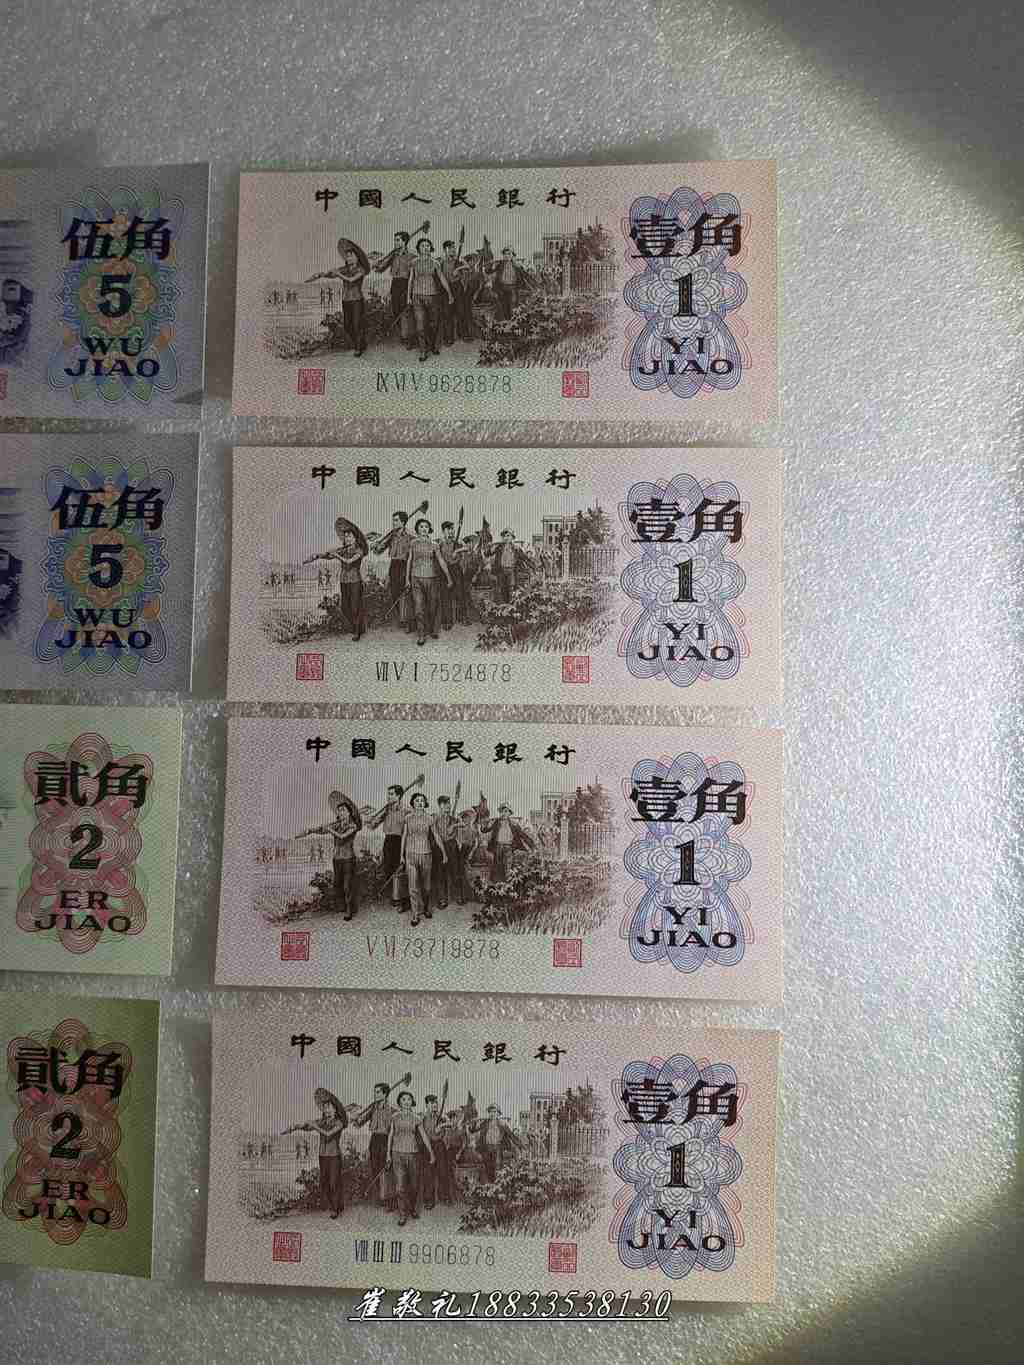 伍角
5
WU
JIAO
伍角
5
WU
JIAO
貳角
2
ER
JIAO
貳角
2
ER
JIAO
中國人民銀行
壹角
1
YI
JIAO
Ⅸ Ⅵ Ⅴ 9626878
中國人民銀行
壹角
1
YI
JIAO
Ⅶ Ⅴ Ⅰ 7524878
中國人民銀行
壹角
1
YI
JIAO
Ⅴ Ⅵ 73719878
中國人民銀行
壹角
1
YI
JIAO
Ⅷ Ⅲ Ⅲ 9906878
崔敬礼18833538130